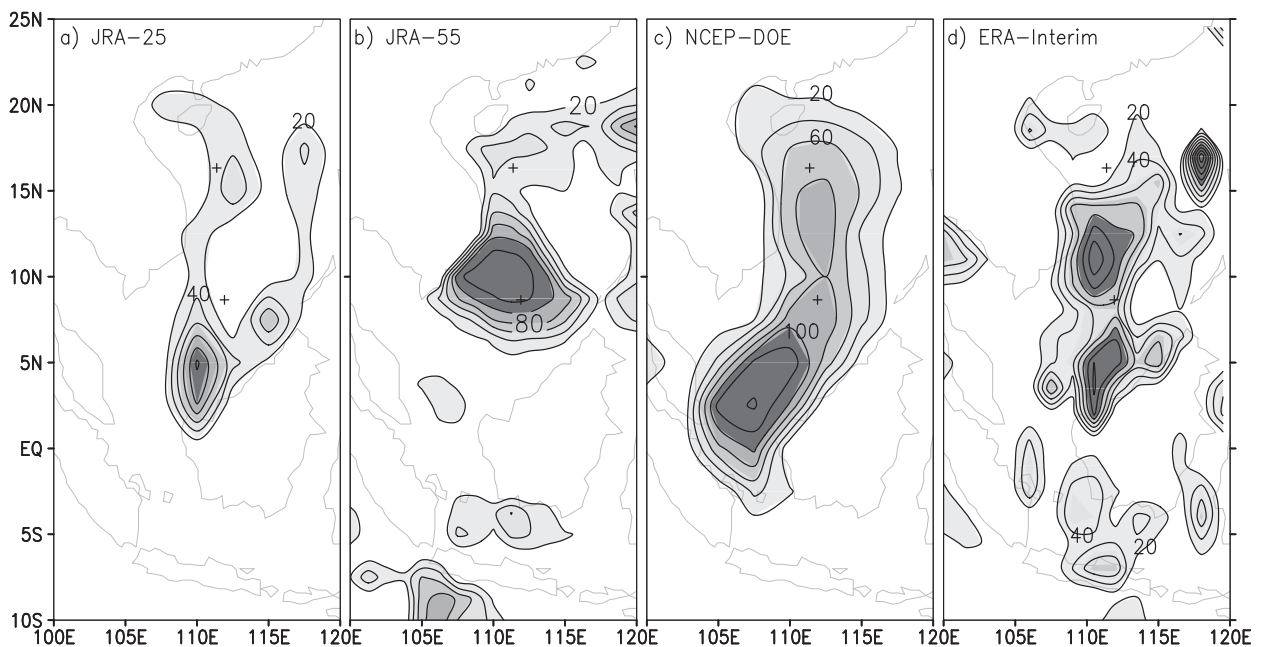 25N
a) JRA-25
b) JRA-55
c) NCEP-DOE
d) ERA-Interim
20N
20
20
20
20
15N
60
40
10N
40
80
100
5N
EQ
5S
40
20
10S
100E
105E
110E
115E
120E
105E
110E
115E
120E
105E
110E
115E
120E
105E
110E
115E
120E